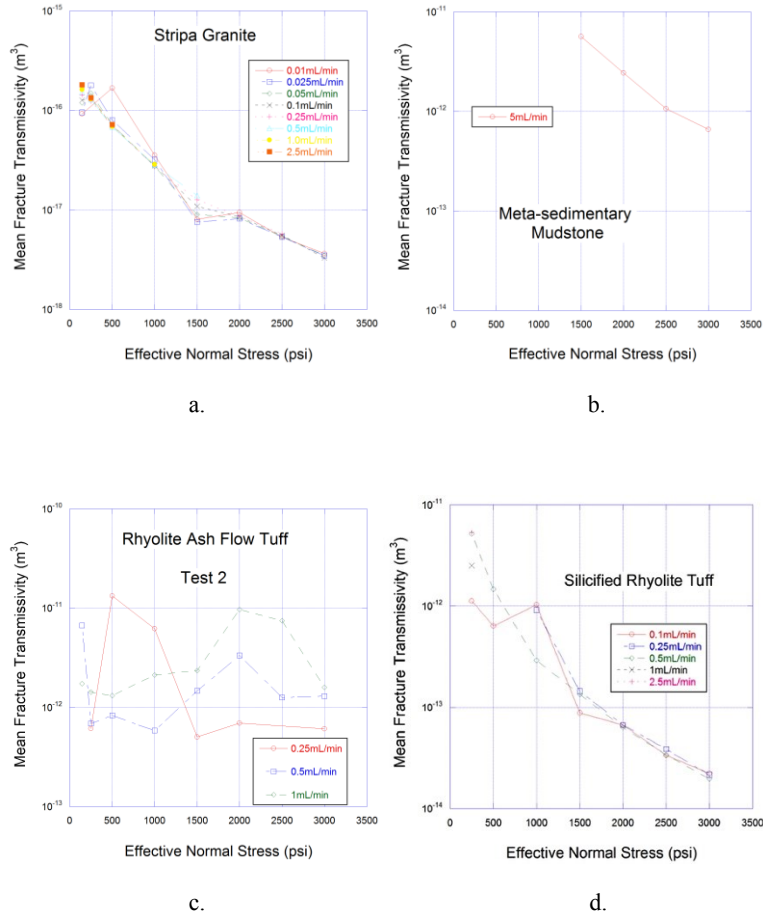 Stripa Granite
0.01mL/min
0.025mL/min
0.05mL/min
0.1mL/min
0.25mL/min
0.5mL/min
1.0mL/min
2.5mL/min
Mean Fracture Transmissivity (m³)
10⁻¹⁵
10⁻¹⁶
10⁻¹⁷
10⁻¹⁸
0 500 1000 1500 2000 2500 3000 3500
Effective Normal Stress (psi)
a.
5mL/min
Meta-sedimentary
Mudstone
Mean Fracture Transmissivity (m³)
10⁻¹¹
10⁻¹²
10⁻¹³
10⁻¹⁴
0 500 1000 1500 2000 2500 3000 3500
Effective Normal Stress (psi)
b.
Rhyolite Ash Flow Tuff
Test 2
0.25mL/min
0.5mL/min
1mL/min
Mean Fracture Transmissivity (m³)
10⁻¹⁰
10⁻¹¹
10⁻¹²
10⁻¹³
0 500 1000 1500 2000 2500 3000 3500
Effective Normal Stress (psi)
c.
Silicified Rhyolite Tuff
0.1mL/min
0.25mL/min
0.5mL/min
1mL/min
2.5mL/min
Mean Fracture Transmissivity (m³)
10⁻¹¹
10⁻¹²
10⁻¹³
10⁻¹⁴
0 500 1000 1500 2000 2500 3000 3500
Effective Normal Stress (psi)
d.